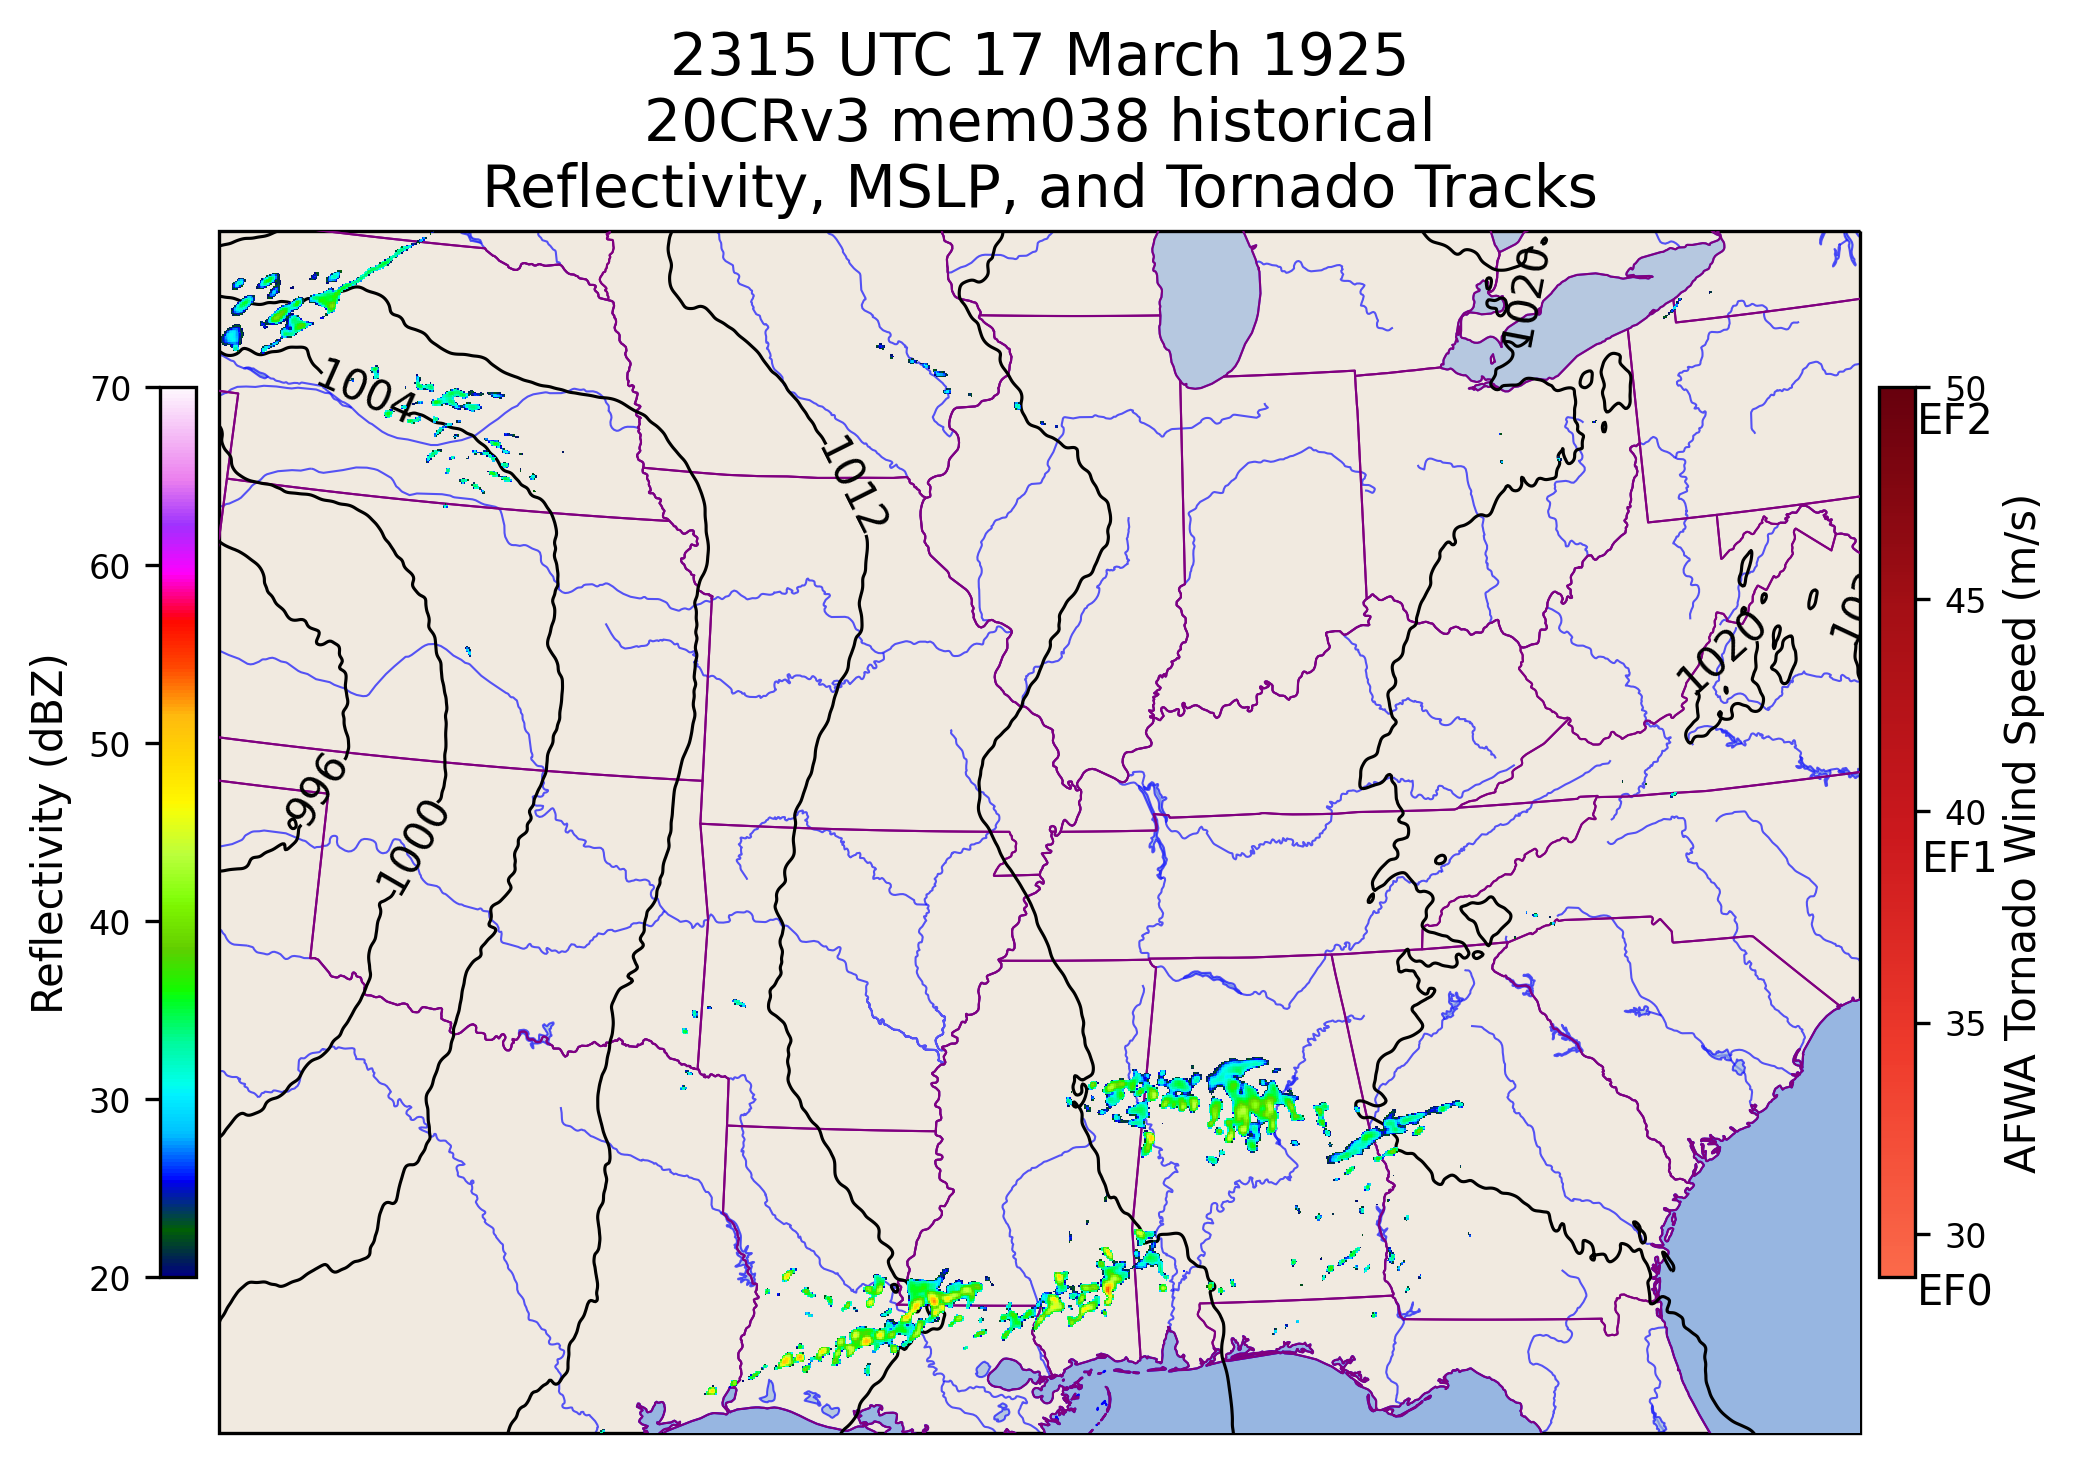 2315 UTC 17 March 1925
20CRv3 mem038 historical
Reflectivity, MSLP, and Tornado Tracks
1020.
1004
1012
1020
996
1000
70
60
50
40
30
20
Reflectivity (dBZ)
50
EF2
45
40
EF1
35
30
EF0
AFWA Tornado Wind Speed (m/s)